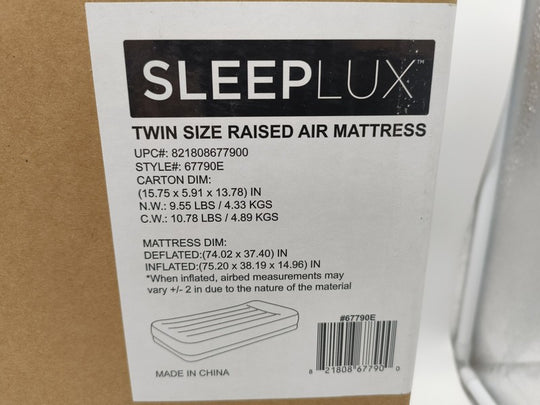 SLEEPLUX™
TWIN SIZE RAISED AIR MATTRESS
UPC#: 821808677900
STYLE#: 67790E
CARTON DIM:
(15.75 x 5.91 x 13.78) IN
N.W.: 9.55 LBS / 4.33 KGS
C.W.: 10.78 LBS / 4.89 KGS
MATTRESS DIM:
DEFLATED:(74.02 x 37.40) IN
INFLATED:(75.20 x 38.19 x 14.96) IN
*When inflated, airbed measurements may
vary +/- 2 in due to the nature of the material
#67790E
8 21808 67790 0
MADE IN CHINA